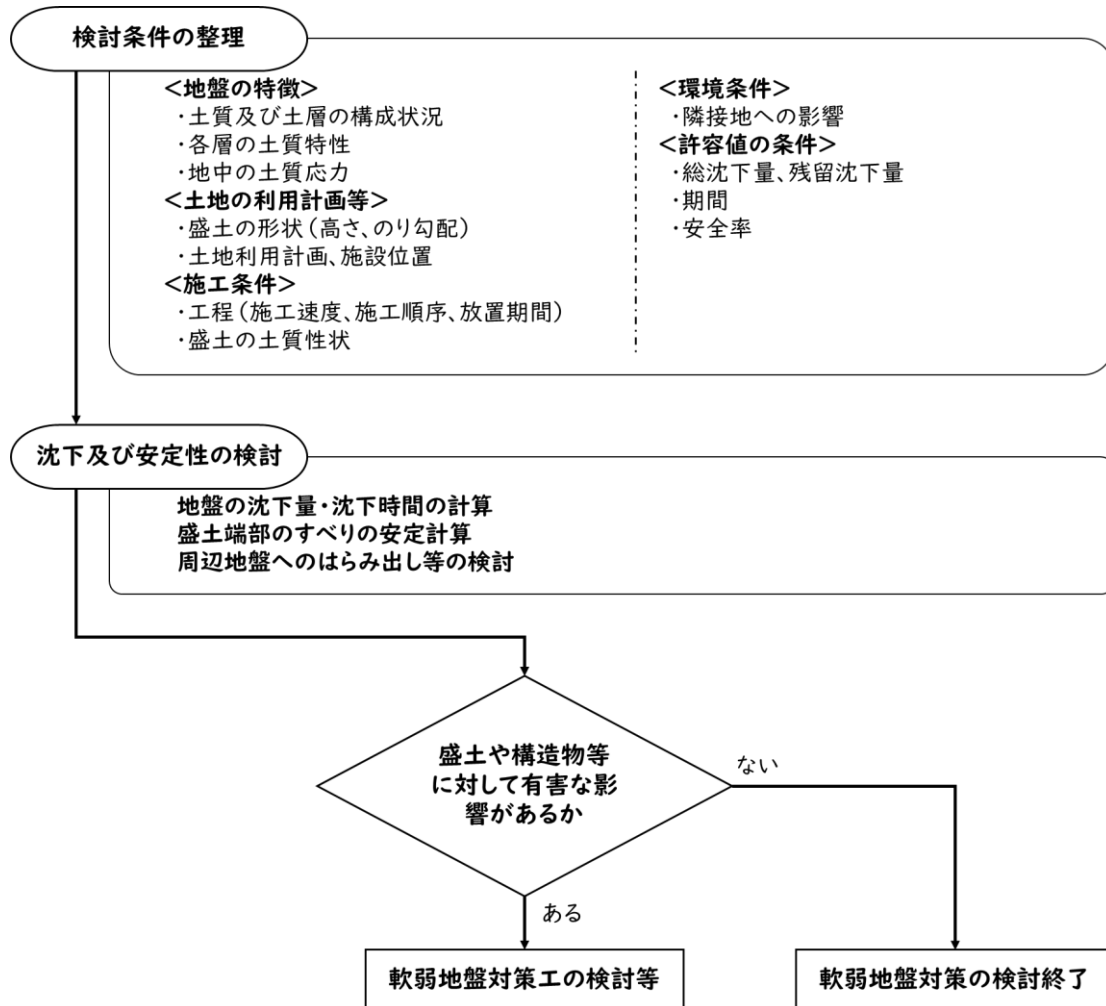 検討条件の整理
<地盤の特徴>
・土質及び土層の構成状況
・各層の土質特性
・地中の土質応力
<土地の利用計画等>
・盛土の形状(高さ、のり勾配)
・土地利用計画、施設位置
<施工条件>
・工程(施工速度、施工順序、放置期間)
・盛土の土質性状
<環境条件>
・隣接地への影響
<許容値の条件>
・総沈下量、残留沈下量
・期間
・安全率
沈下及び安定性の検討
地盤の沈下量・沈下時間の計算
盛土端部のすべりの安定計算
周辺地盤へのはらみ出し等の検討
盛土や構造物等
に対して有害な影
響があるか
ない
ある
軟弱地盤対策工の検討等
軟弱地盤対策の検討終了